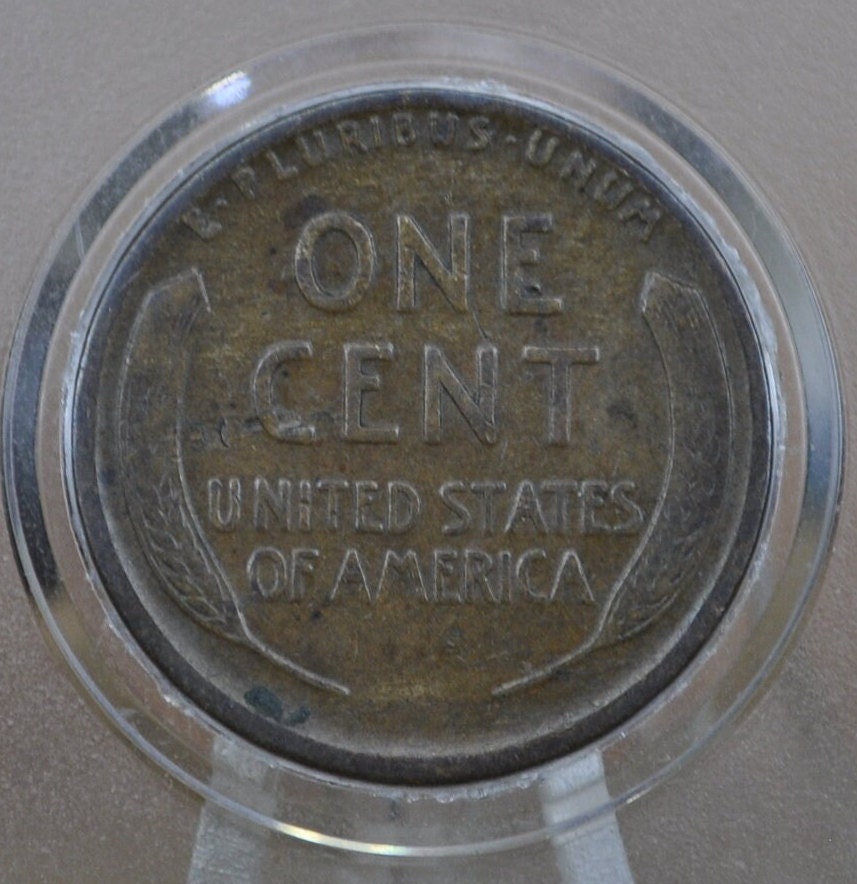 E·PLURIBUS·UNUM
ONE
CENT
UNITED STATES
OF AMERICA